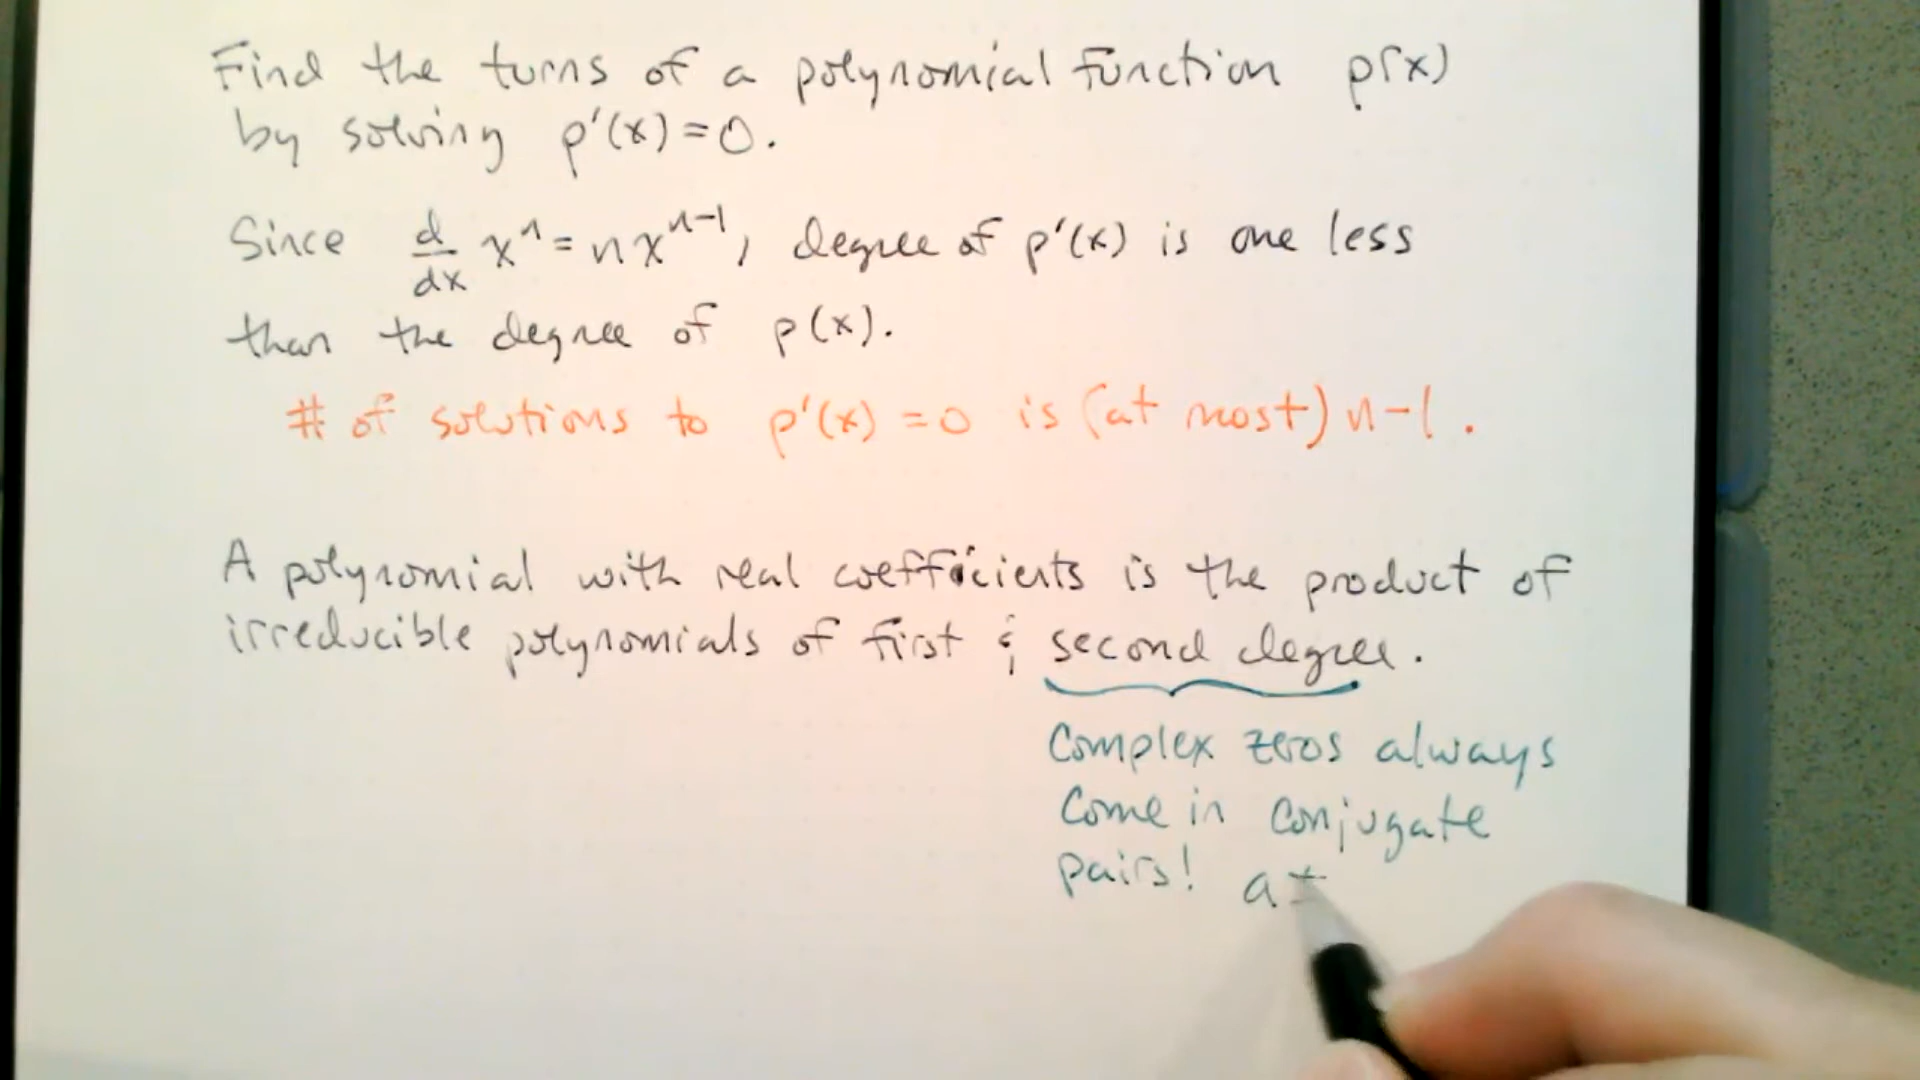 Find the turns of a polynomial function p(x)
by solving p'(x)=0.
Since d/dx xⁿ = nxⁿ⁻¹, degree of p'(x) is one less
than the degree of p(x).
# of solutions to p'(x) = 0 is (at most) n-1.
A polynomial with real coefficients is the product of
irreducible polynomials of first & second degree.
Complex zeros always
come in conjugate
pairs! a±